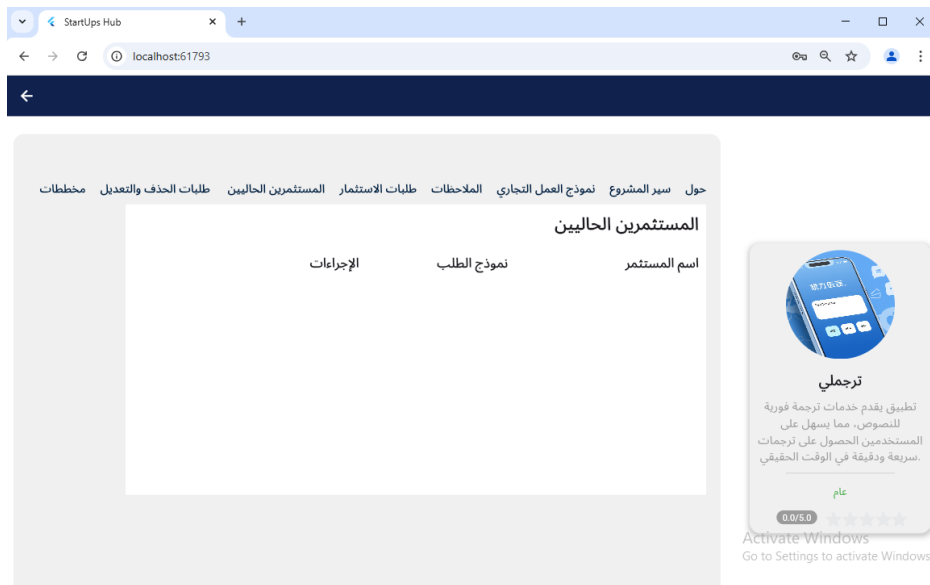 StartUps Hub
localhost:61793
حول سير المشروع نموذج العمل التجاري الملاحظات طلبات الاستثمار المستثمرين الحاليين طلبات الحذف والتعديل مخططات
المستثمرين الحاليين
اسم المستثمر نموذج الطلب الإجراءات
ترجملي
تطبيق يقدم خدمات ترجمة فورية
للنصوص، مما يسهل على
المستخدمين الحصول على ترجمات
سريعة ودقيقة في الوقت الحقيقي.
عام
0.0/5.0
Activate Windows
Go to Settings to activate Windows